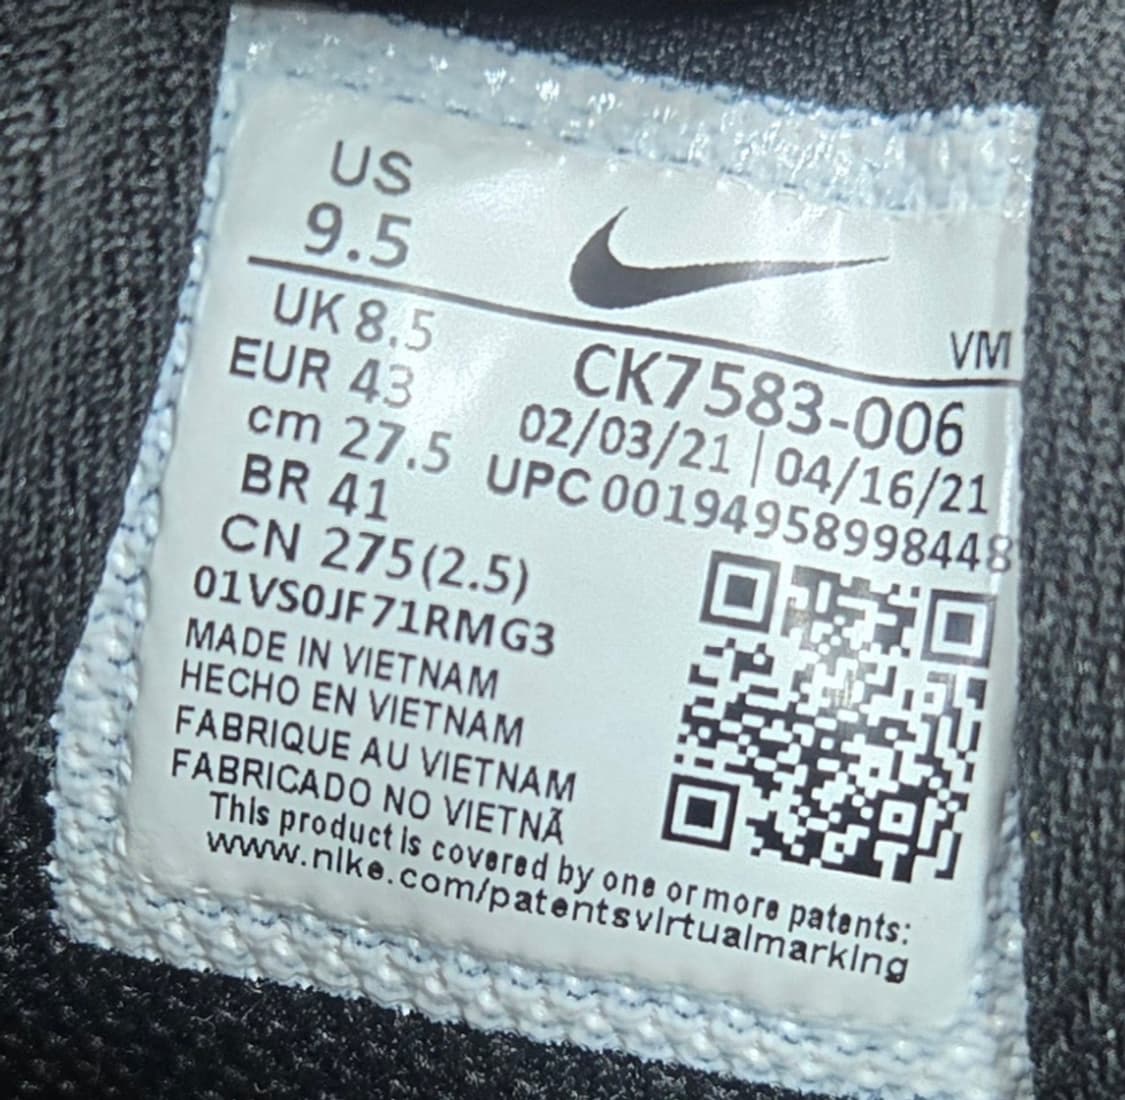 US
9.5
VM
UK 8.5
EUR 43
cm 27.5
BR 41
CN 275(2.5)
CK7583-006
02/03/21 | 04/16/21
UPC 00194958998448
01VS0JF71RMG3
MADE IN VIETNAM
HECHO EN VIETNAM
FABRIQUE AU VIETNAM
FABRICADO NO VIETNÃ
This product is covered by one or more patents:
www.nike.com/patentsvirtualmarking